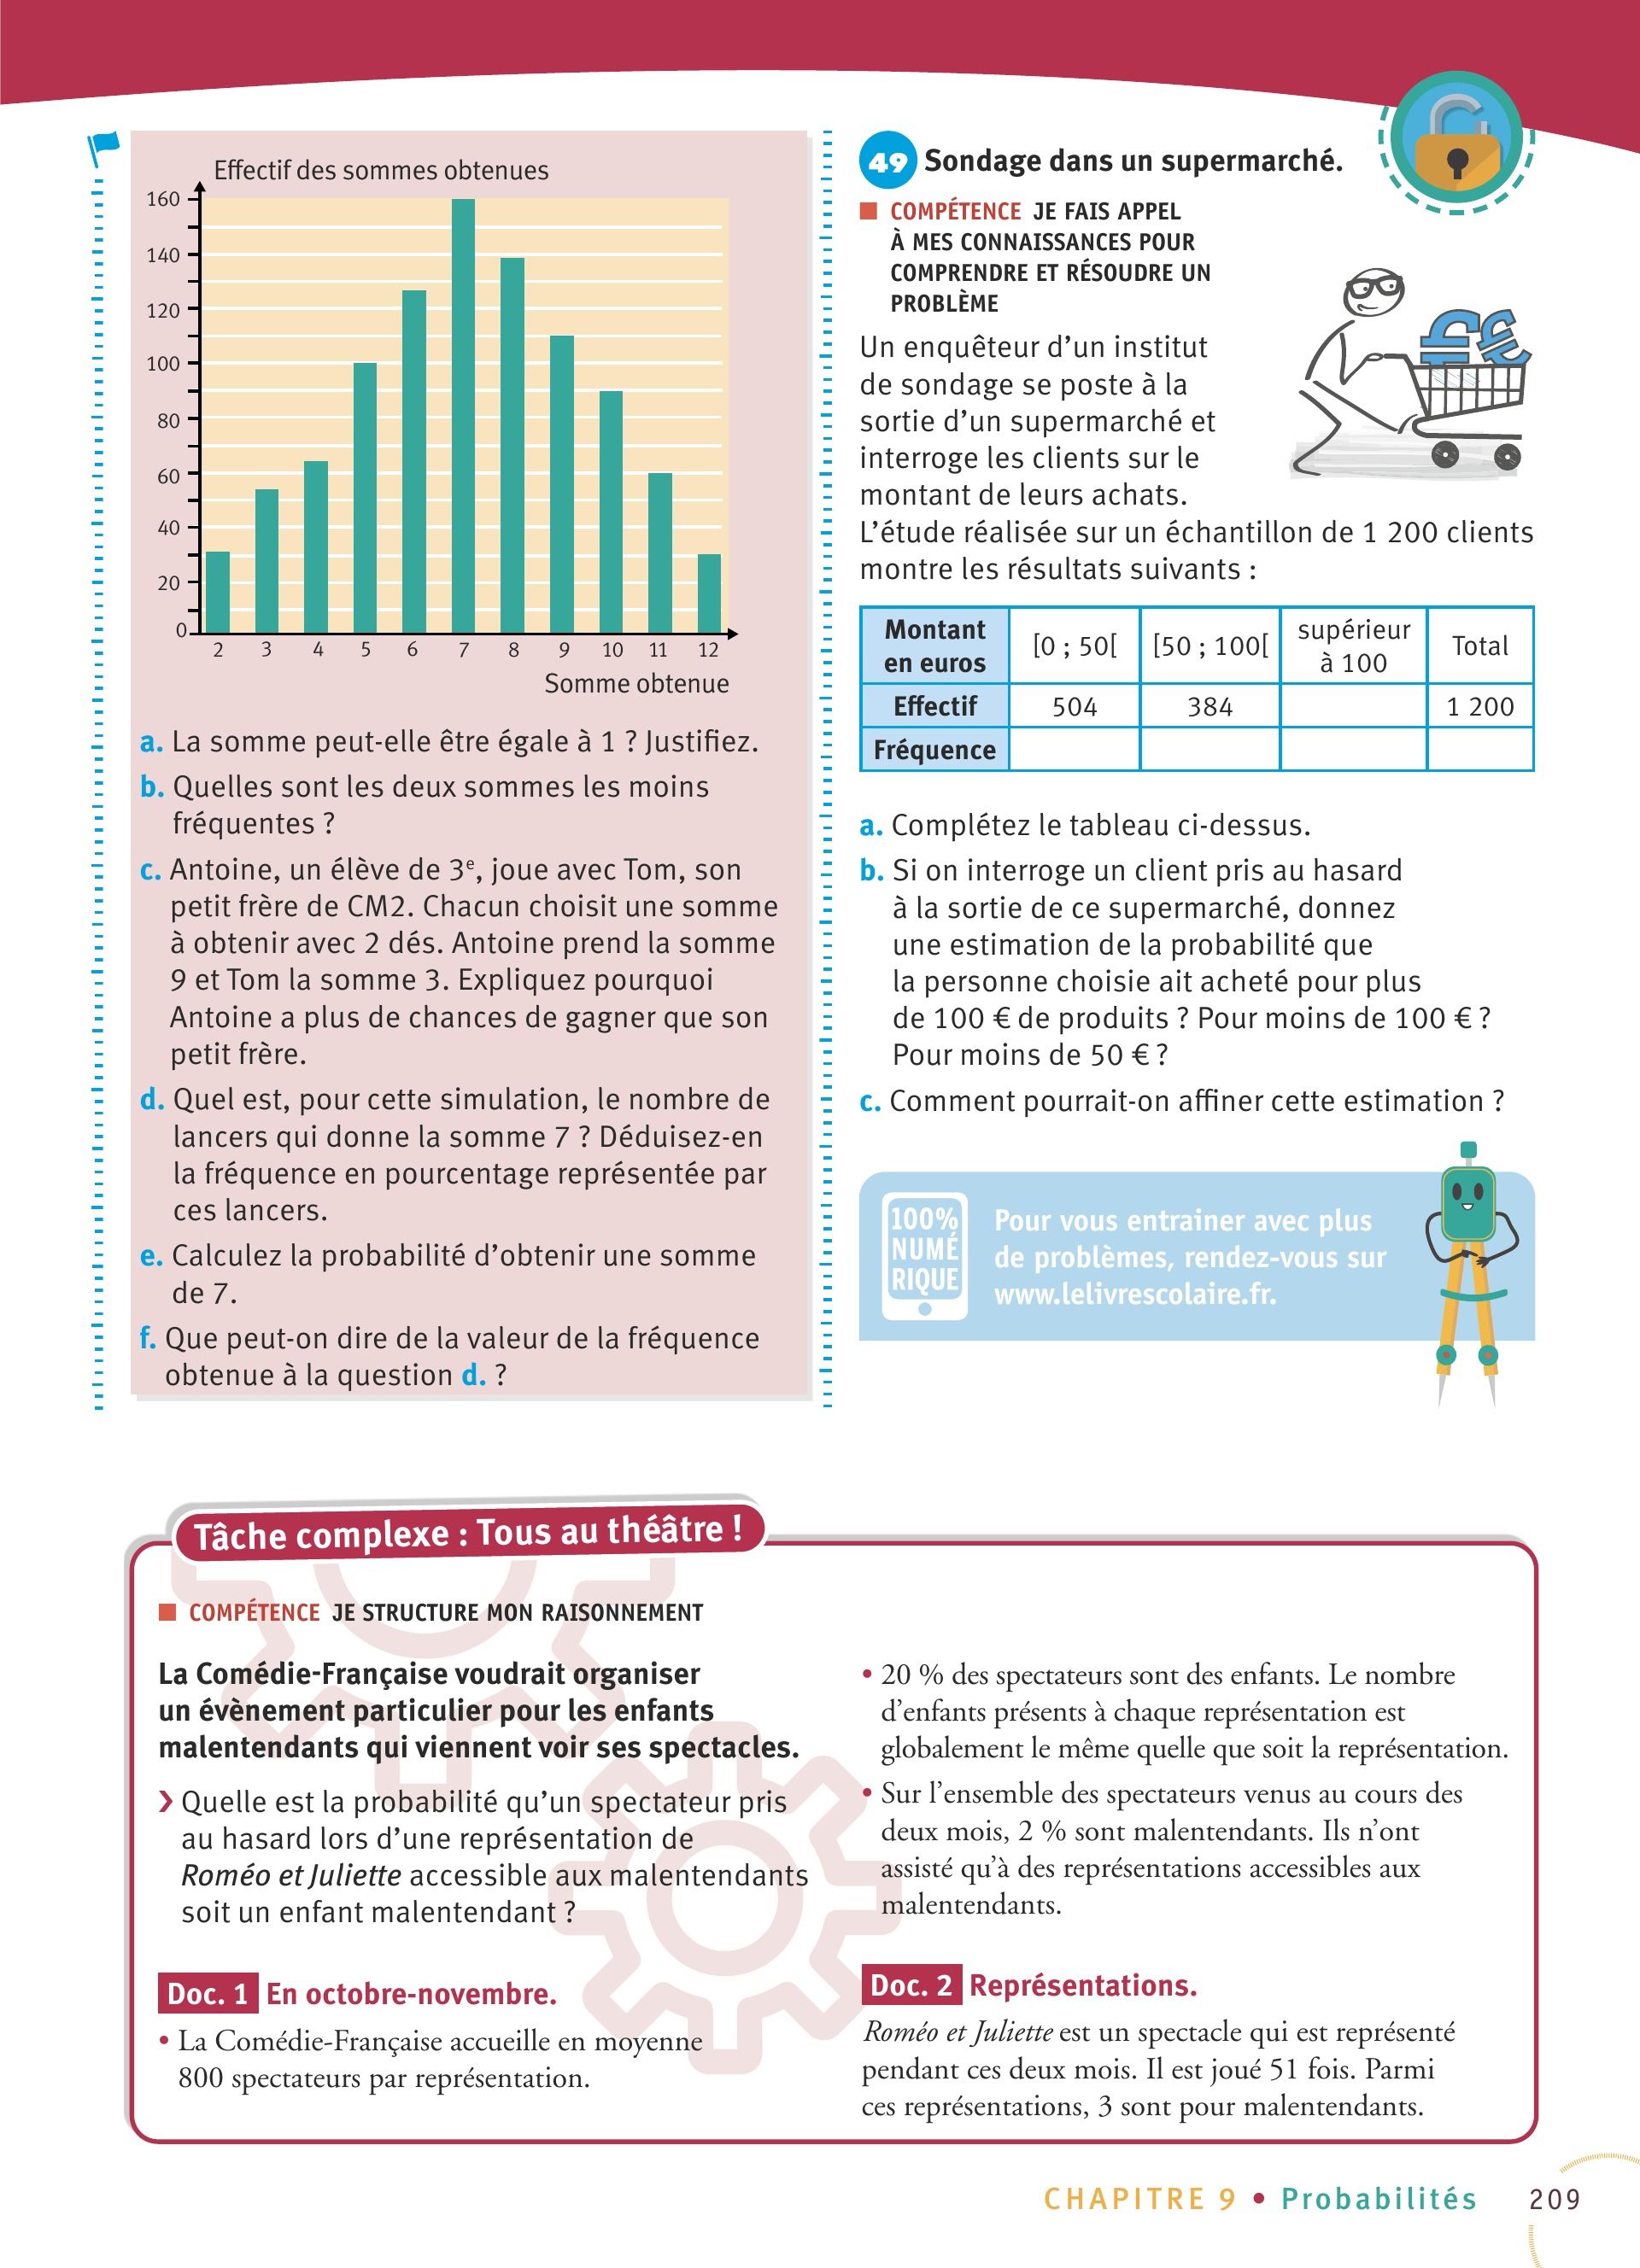 Effectif des sommes obtenues
160
140
120
100
80
60
40
20
0
2 3 4 5 6 7 8 9 10 11 12
Somme obtenue
a. La somme peut-elle être égale à 1 ? Justifiez.
b. Quelles sont les deux sommes les moins
fréquentes ?
c. Antoine, un élève de 3e, joue avec Tom, son
petit frère de CM2. Chacun choisit une somme
à obtenir avec 2 dés. Antoine prend la somme
9 et Tom la somme 3. Expliquez pourquoi
Antoine a plus de chances de gagner que son
petit frère.
d. Quel est, pour cette simulation, le nombre de
lancers qui donne la somme 7 ? Déduisez-en
la fréquence en pourcentage représentée par
ces lancers.
e. Calculez la probabilité d'obtenir une somme
de 7.
f. Que peut-on dire de la valeur de la fréquence
obtenue à la question d. ?
49 Sondage dans un supermarché.
COMPÉTENCE JE FAIS APPEL
À MES CONNAISSANCES POUR
COMPRENDRE ET RÉSOUDRE UN
PROBLÈME
Un enquêteur d'un institut
de sondage se poste à la
sortie d'un supermarché et
interroge les clients sur le
montant de leurs achats.
L'étude réalisée sur un échantillon de 1 200 clients
montre les résultats suivants :
Montant en euros [0 ; 50[ [50 ; 100[ supérieur à 100 Total
Effectif 504 384 1 200
Fréquence
a. Complétez le tableau ci-dessus.
b. Si on interroge un client pris au hasard
à la sortie de ce supermarché, donnez
une estimation de la probabilité que
la personne choisie ait acheté pour plus
de 100 € de produits ? Pour moins de 100 € ?
Pour moins de 50 € ?
c. Comment pourrait-on affiner cette estimation ?
100%
NUMÉ
RIQUE
Pour vous entrainer avec plus
de problèmes, rendez-vous sur
www.lelivrescolaire.fr.
Tâche complexe : Tous au théâtre !
COMPÉTENCE JE STRUCTURE MON RAISONNEMENT
La Comédie-Française voudrait organiser
un évènement particulier pour les enfants
malentendants qui viennent voir ses spectacles.
› Quelle est la probabilité qu'un spectateur pris
au hasard lors d'une représentation de
Roméo et Juliette accessible aux malentendants
soit un enfant malentendant ?
Doc. 1 En octobre-novembre.
• La Comédie-Française accueille en moyenne
800 spectateurs par représentation.
• 20 % des spectateurs sont des enfants. Le nombre
d'enfants présents à chaque représentation est
globalement le même quelle que soit la représentation.
• Sur l'ensemble des spectateurs venus au cours des
deux mois, 2 % sont malentendants. Ils n'ont
assisté qu'à des représentations accessibles aux
malentendants.
Doc. 2 Représentations.
Roméo et Juliette est un spectacle qui est représenté
pendant ces deux mois. Il est joué 51 fois. Parmi
ces représentations, 3 sont pour malentendants.
CHAPITRE 9 • Probabilités 209